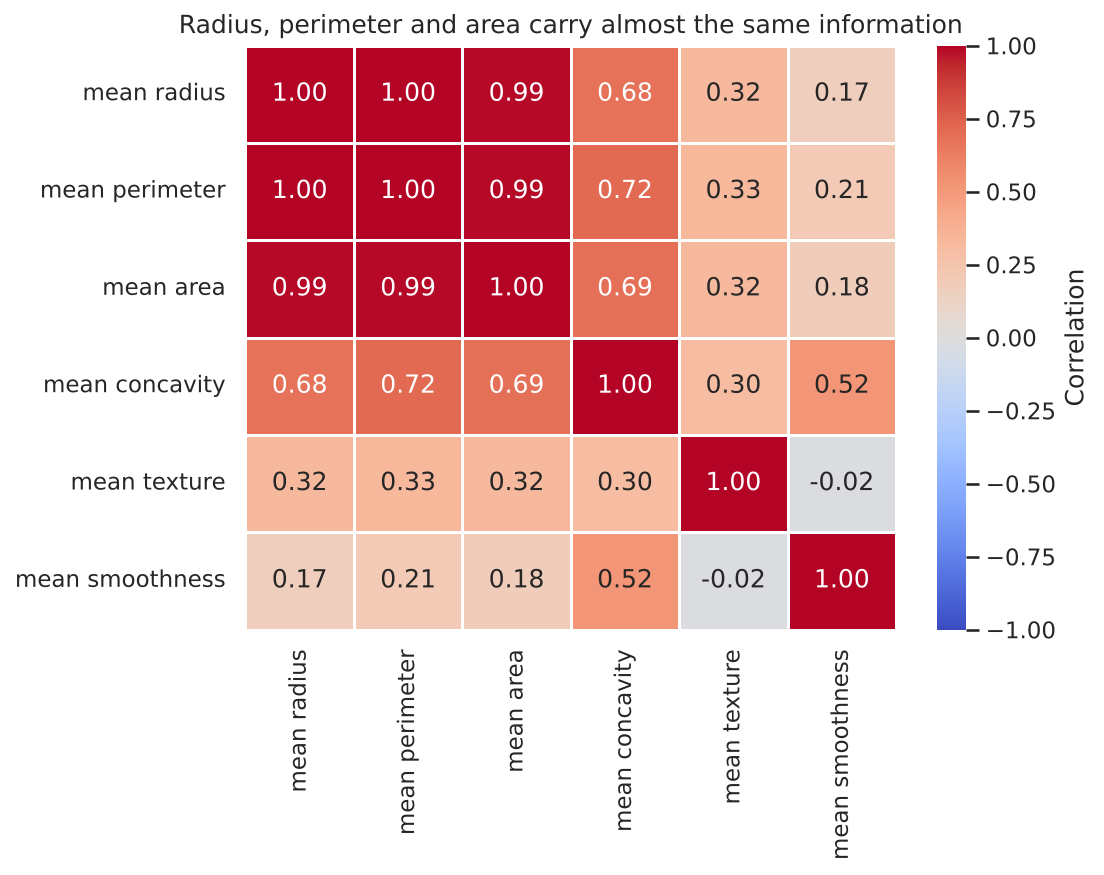 Radius, perimeter and area carry almost the same information
mean radius 1.00 1.00 0.99 0.68 0.32 0.17
mean perimeter 1.00 1.00 0.99 0.72 0.33 0.21
mean area 0.99 0.99 1.00 0.69 0.32 0.18
mean concavity 0.68 0.72 0.69 1.00 0.30 0.52
mean texture 0.32 0.33 0.32 0.30 1.00 -0.02
mean smoothness 0.17 0.21 0.18 0.52 -0.02 1.00
mean radius
mean perimeter
mean area
mean concavity
mean texture
mean smoothness
1.00
0.75
0.50
0.25
0.00
−0.25
−0.50
−0.75
−1.00
Correlation